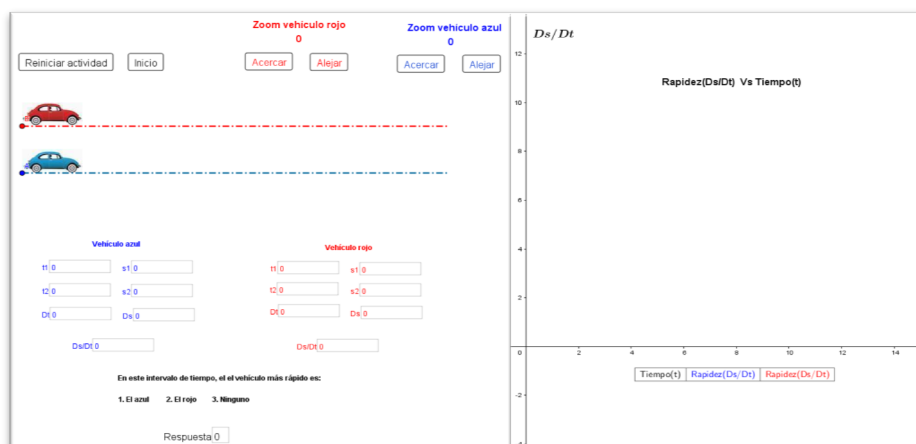 Zoom vehiculo rojo
0
Zoom vehiculo azul
0
Reiniciar actividad Inicio Acercar Alejar Acercar Alejar
Vehículo azul
t1 0 s1 0
t2 0 s2 0
Dt 0 Ds 0
Ds/Dt 0
Vehículo rojo
t1 0 s1 0
t2 0 s2 0
Dt 0 Ds 0
Ds/Dt 0
En este intervalo de tiempo, el el vehículo más rápido es:
1. El azul 2. El rojo 3. Ninguno
Respuesta 0
Ds/Dt
Rapidez(Ds/Dt) Vs Tiempo(t)
12
10
8
6
4
2
0 2 4 6 8 10 12 14
Tiempo(t) Rapidez(Ds/Dt) Rapidez(Ds/Dt)
-2